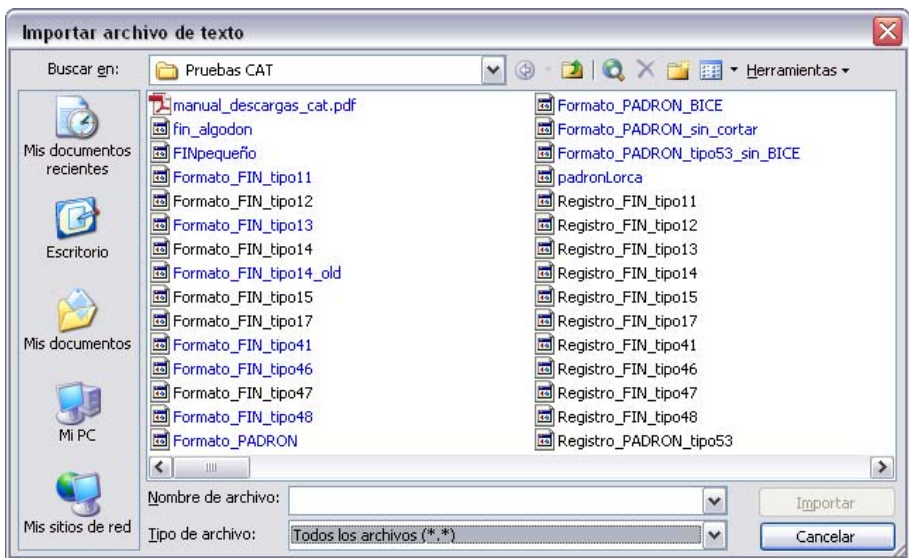 Importar archivo de texto
Buscar en:
Pruebas CAT
Herramientas
Mis documentos
recientes
Escritorio
Mis documentos
Mi PC
Mis sitios de red
manual_descargas_cat.pdf
fin_algodon
FINpequeño
Formato_FIN_tipo11
Formato_FIN_tipo12
Formato_FIN_tipo13
Formato_FIN_tipo14
Formato_FIN_tipo14_old
Formato_FIN_tipo15
Formato_FIN_tipo17
Formato_FIN_tipo41
Formato_FIN_tipo46
Formato_FIN_tipo47
Formato_FIN_tipo48
Formato_PADRON
Formato_PADRON_BICE
Formato_PADRON_sin_cortar
Formato_PADRON_tipo53_sin_BICE
padronLorca
Registro_FIN_tipo11
Registro_FIN_tipo12
Registro_FIN_tipo13
Registro_FIN_tipo14
Registro_FIN_tipo15
Registro_FIN_tipo17
Registro_FIN_tipo41
Registro_FIN_tipo46
Registro_FIN_tipo47
Registro_FIN_tipo48
Registro_PADRON_tipo53
Nombre de archivo:
Importar
Tipo de archivo:
Todos los archivos (*.*)
Cancelar